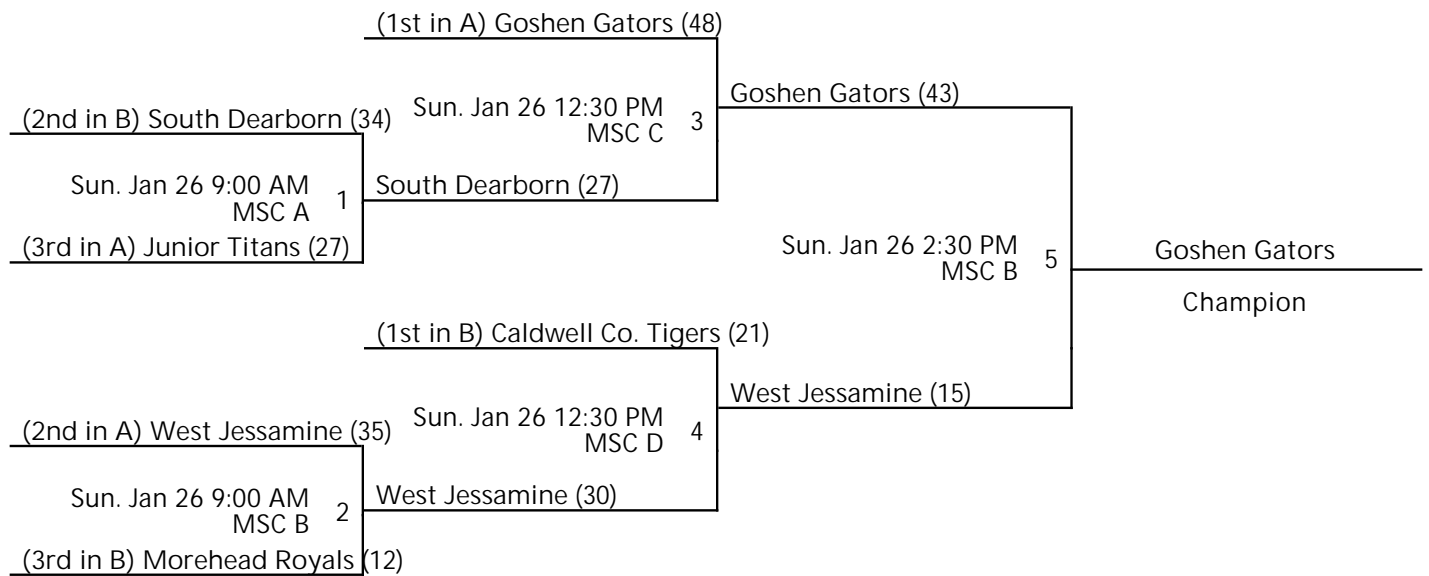 (1st in A) Goshen Gators (48)
Goshen Gators (43)
(2nd in B) South Dearborn (34)
Sun. Jan 26 12:30 PM
MSC C
3
Sun. Jan 26 9:00 AM
MSC A
1
South Dearborn (27)
(3rd in A) Junior Titans (27)
Sun. Jan 26 2:30 PM
MSC B
5
Goshen Gators
Champion
(1st in B) Caldwell Co. Tigers (21)
West Jessamine (15)
(2nd in A) West Jessamine (35)
Sun. Jan 26 12:30 PM
MSC D
4
Sun. Jan 26 9:00 AM
MSC B
2
West Jessamine (30)
(3rd in B) Morehead Royals (12)